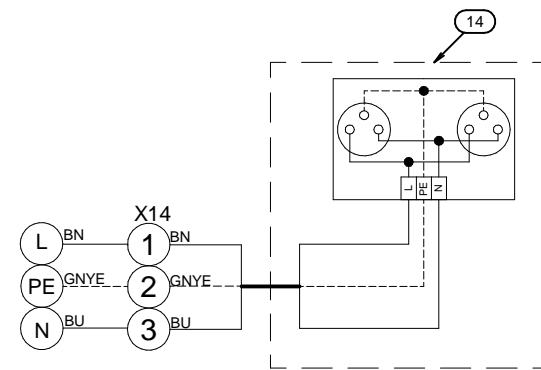 14
L PE N
X14
L BN 1 BN
PE GNYE 2 GNYE
N BU 3 BU